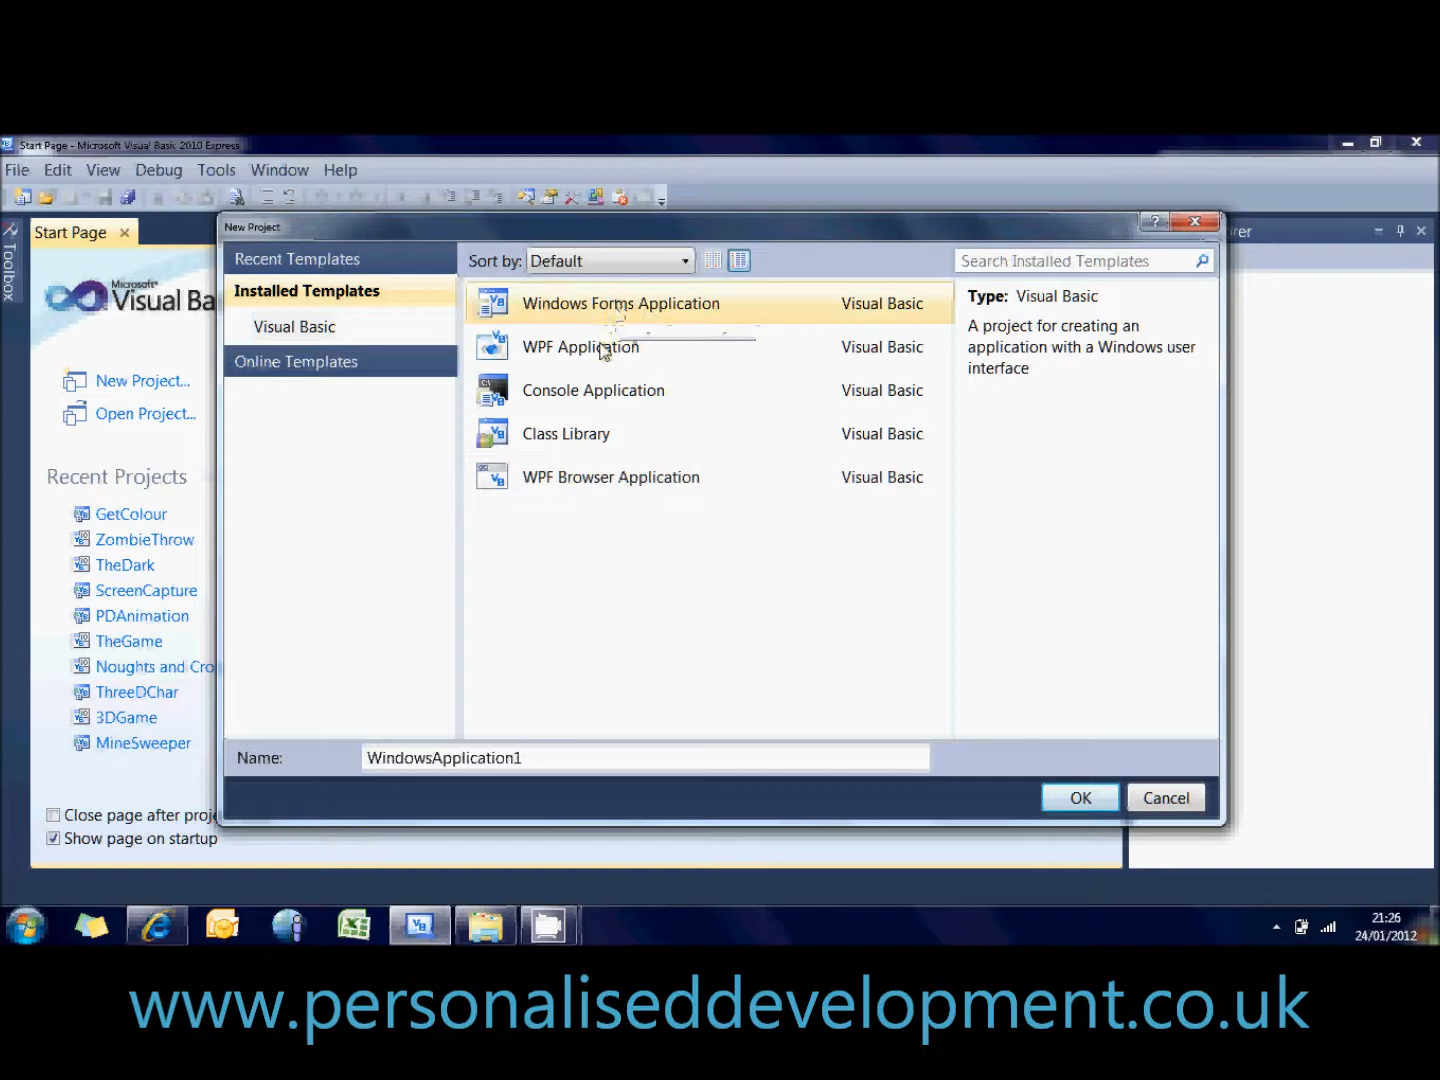 Start Page - Microsoft Visual Basic 2010 Express
File Edit View Debug Tools Window Help
Toolbox
Start Page
New Project
Microsoft
Visual Ba
New Project...
Open Project...
Recent Projects
GetColour
ZombieThrow
TheDark
ScreenCapture
PDAnimation
TheGame
Noughts and Cro
ThreeDChar
3DGame
MineSweeper
Close page after proj
Show page on startup
Recent Templates
Installed Templates
Visual Basic
Online Templates
Sort by: Default
Search Installed Templates
Windows Forms Application Visual Basic
WPF Application Visual Basic
Console Application Visual Basic
Class Library Visual Basic
WPF Browser Application Visual Basic
Type: Visual Basic
A project for creating an
application with a Windows user
interface
Name: WindowsApplication1
OK Cancel
rer
21:26
24/01/2012
www.personaliseddevelopment.co.uk